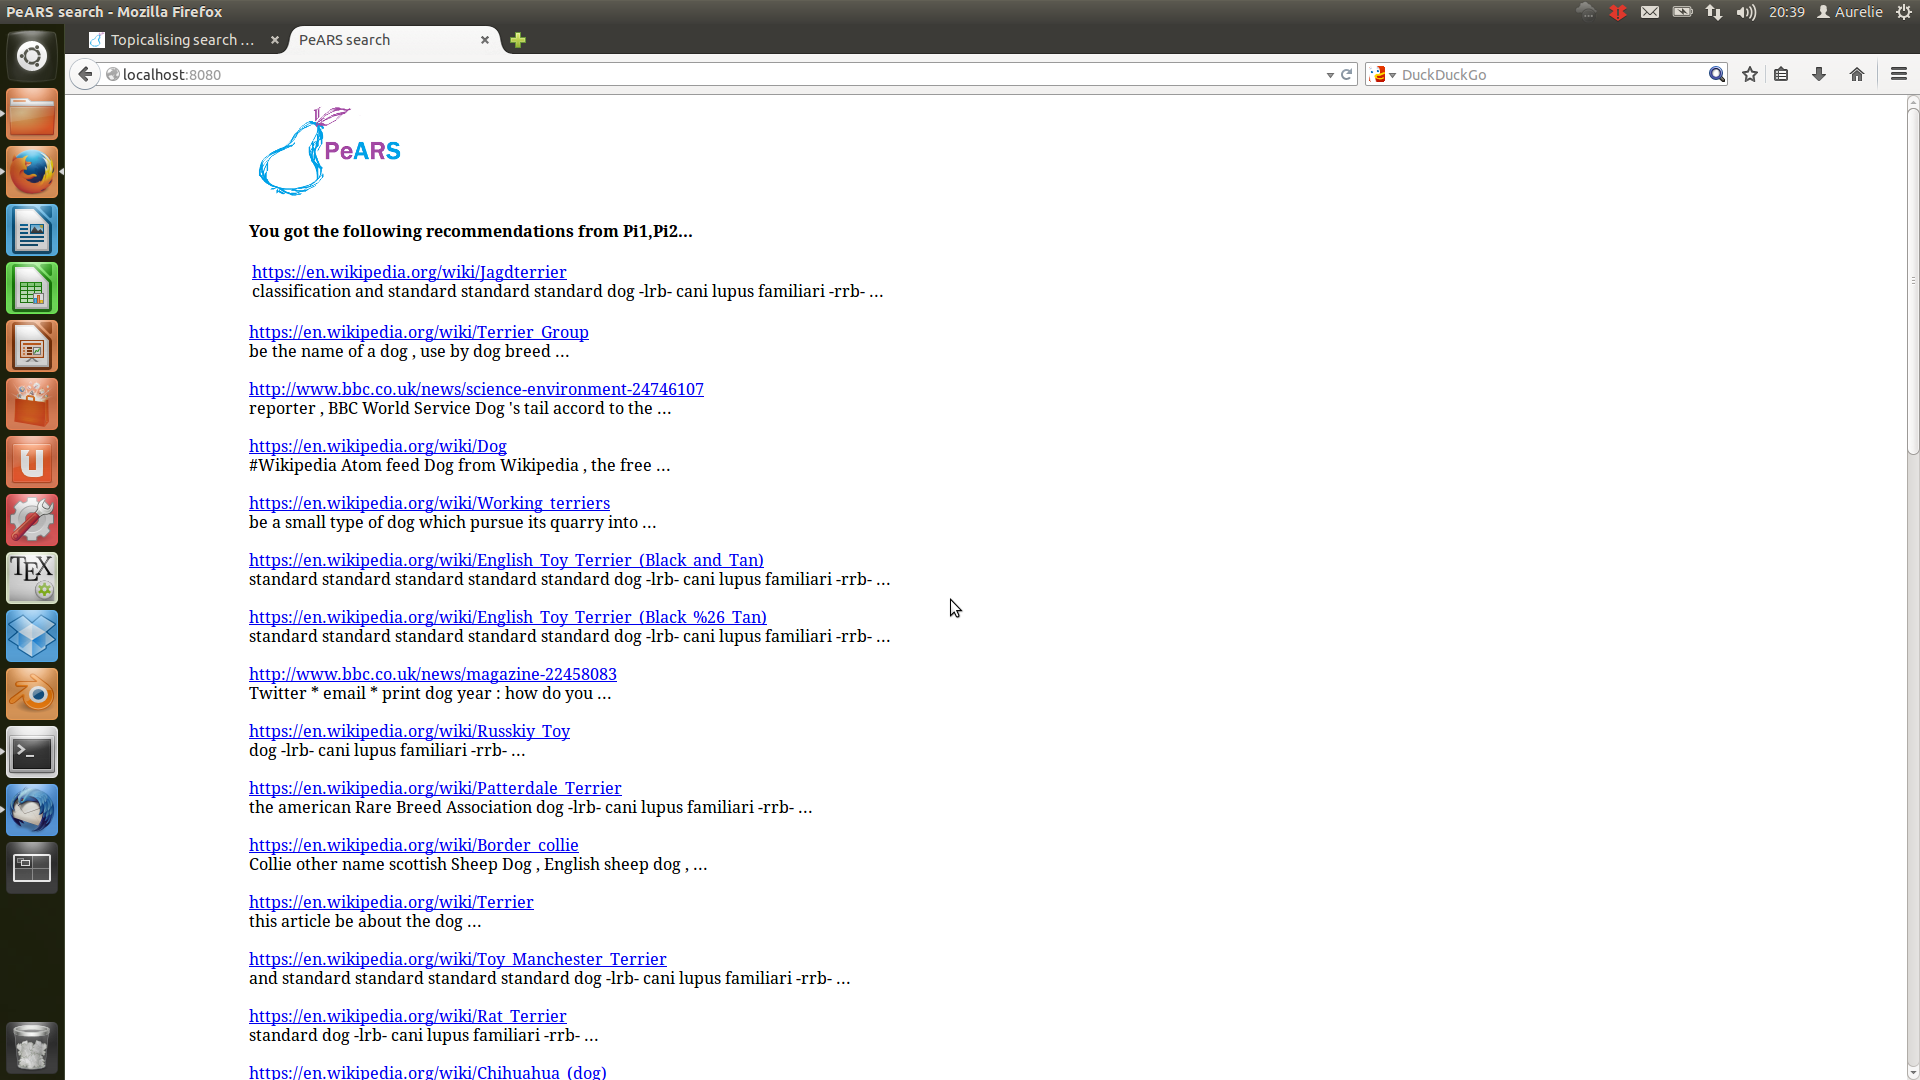 PeARS search - Mozilla Firefox
20:39
Aurelie
Topicalising search ...
PeARS search
localhost:8080
DuckDuckGo
PeARS
You got the following recommendations from Pi1,Pi2...
https://en.wikipedia.org/wiki/Jagdterrier
classification and standard standard standard dog -lrb- cani lupus familiari -rrb- ...
https://en.wikipedia.org/wiki/Terrier_Group
be the name of a dog , use by dog breed ...
http://www.bbc.co.uk/news/science-environment-24746107
reporter , BBC World Service Dog 's tail accord to the ...
https://en.wikipedia.org/wiki/Dog
#Wikipedia Atom feed Dog from Wikipedia , the free ...
https://en.wikipedia.org/wiki/Working_terriers
be a small type of dog which pursue its quarry into ...
https://en.wikipedia.org/wiki/English_Toy_Terrier_(Black_and_Tan)
standard standard standard standard standard dog -lrb- cani lupus familiari -rrb- ...
https://en.wikipedia.org/wiki/English_Toy_Terrier_(Black_%26_Tan)
standard standard standard standard standard dog -lrb- cani lupus familiari -rrb- ...
http://www.bbc.co.uk/news/magazine-22458083
Twitter * email * print dog year : how do you ...
https://en.wikipedia.org/wiki/Russkiy_Toy
dog -lrb- cani lupus familiari -rrb- ...
https://en.wikipedia.org/wiki/Patterdale_Terrier
the american Rare Breed Association dog -lrb- cani lupus familiari -rrb- ...
https://en.wikipedia.org/wiki/Border_collie
Collie other name scottish Sheep Dog , English sheep dog , ...
https://en.wikipedia.org/wiki/Terrier
this article be about the dog ...
https://en.wikipedia.org/wiki/Toy_Manchester_Terrier
and standard standard standard standard dog -lrb- cani lupus familiari -rrb- ...
https://en.wikipedia.org/wiki/Rat_Terrier
standard dog -lrb- cani lupus familiari -rrb- ...
https://en.wikipedia.org/wiki/Chihuahua_(dog)
TEX